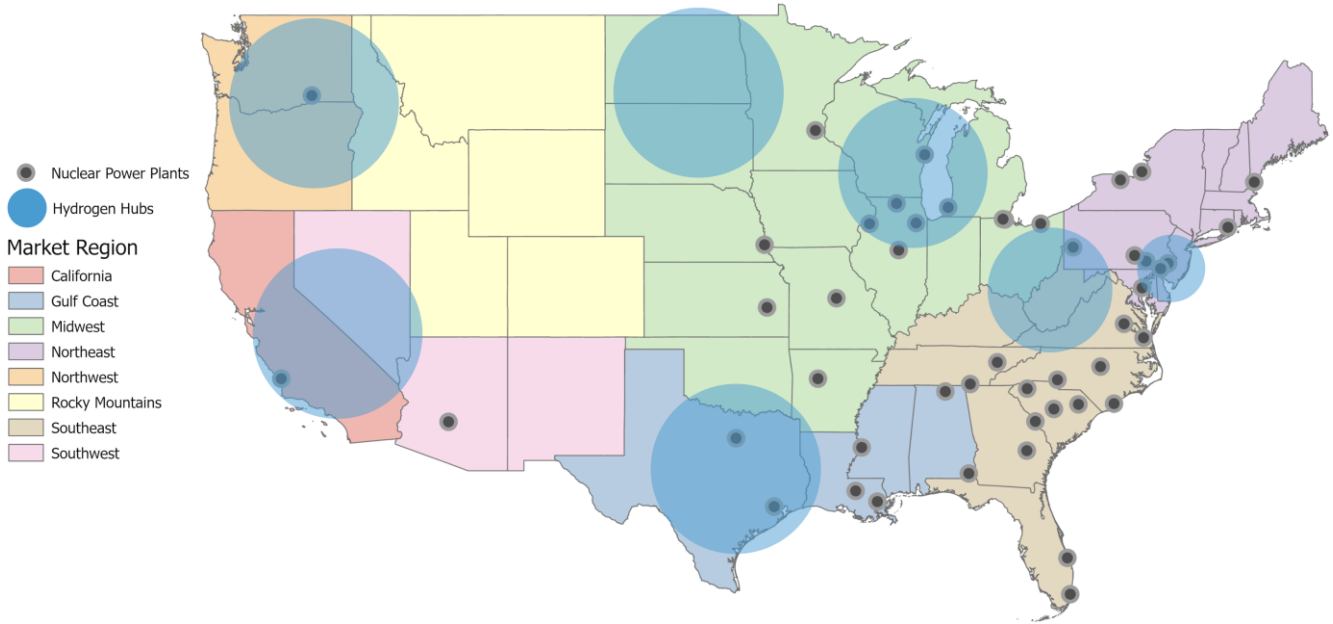 Nuclear Power Plants
Hydrogen Hubs
Market Region
California
Gulf Coast
Midwest
Northeast
Northwest
Rocky Mountains
Southeast
Southwest